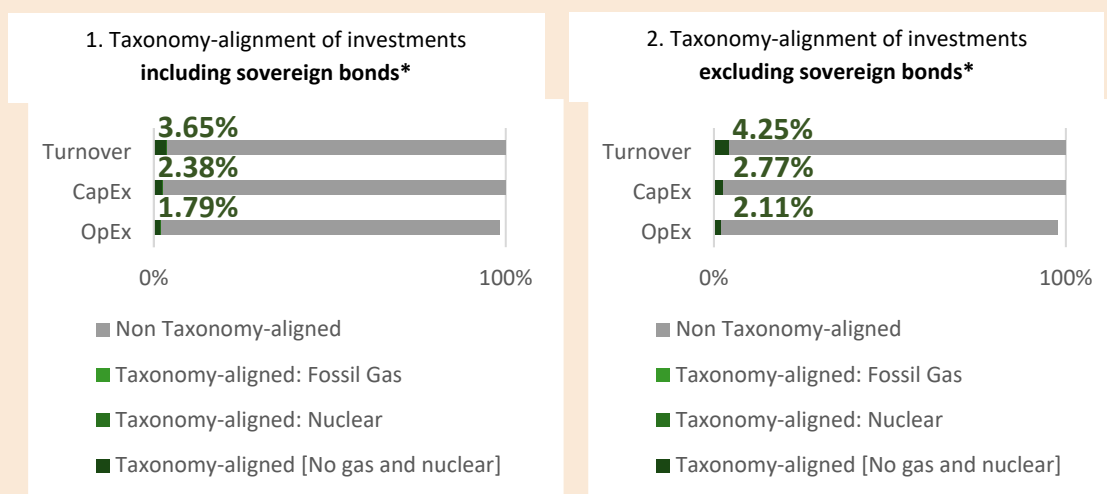 1. Taxonomy-alignment of investments
including sovereign bonds*
3.65%
Turnover
2.38%
CapEx
1.79%
OpEx
0%
100%
Non Taxonomy-aligned
Taxonomy-aligned: Fossil Gas
Taxonomy-aligned: Nuclear
Taxonomy-aligned [No gas and nuclear]
2. Taxonomy-alignment of investments
excluding sovereign bonds*
4.25%
Turnover
2.77%
CapEx
2.11%
OpEx
0%
100%
Non Taxonomy-aligned
Taxonomy-aligned: Fossil Gas
Taxonomy-aligned: Nuclear
Taxonomy-aligned [No gas and nuclear]